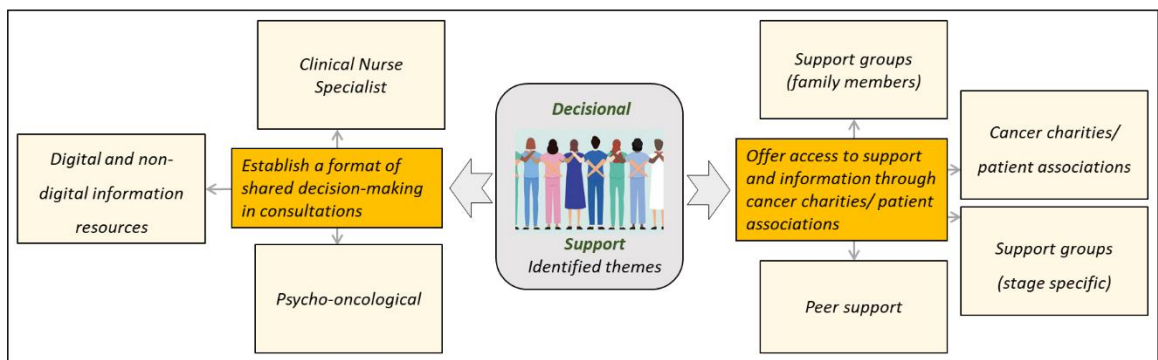 Clinical Nurse
Specialist
Digital and non-
digital information
resources
Establish a format of
shared decision-making
in consultations
Psycho-oncological
Decisional
Support
Identified themes
Support groups
(family members)
Offer access to support
and information through
cancer charities/ patient
associations
Cancer charities/
patient associations
Support groups
(stage specific)
Peer support